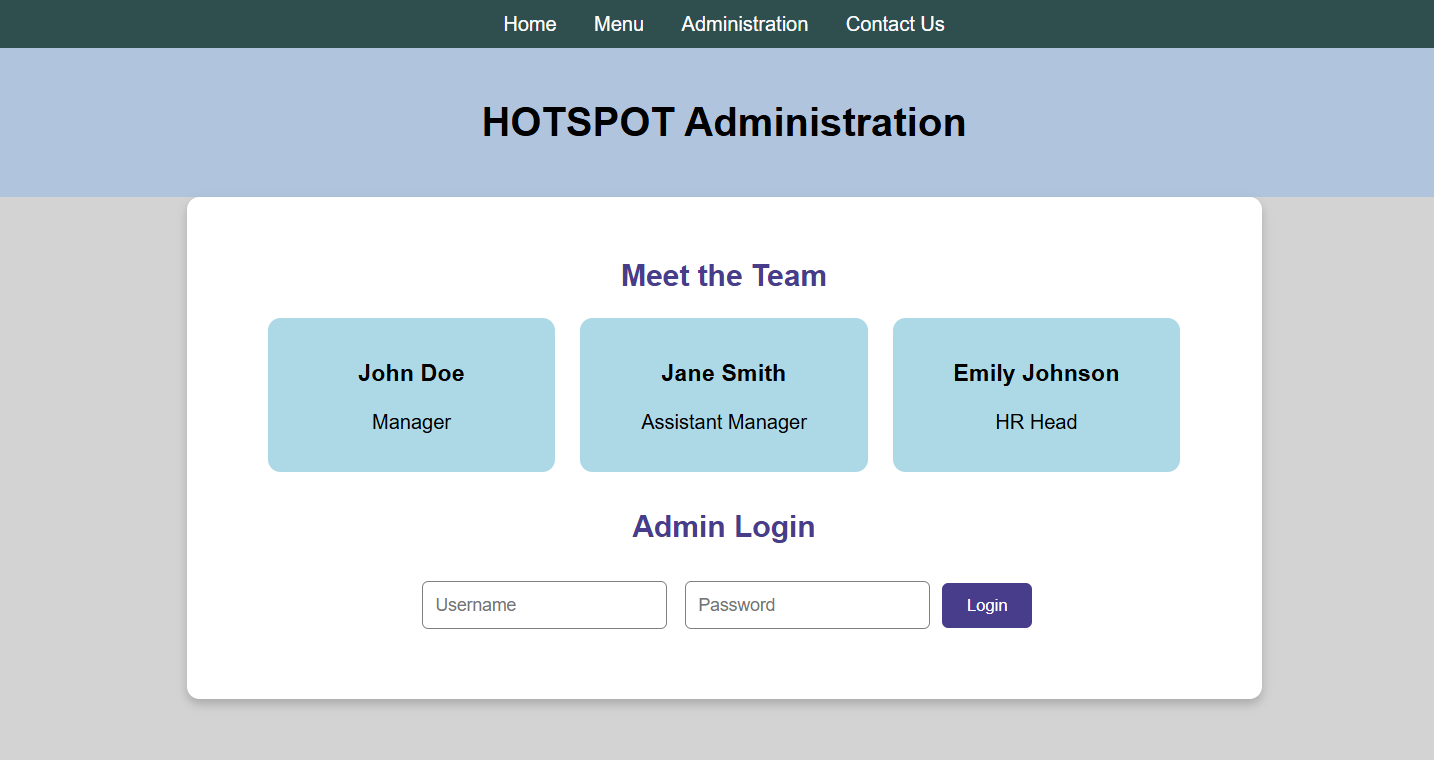 Home Menu Administration Contact Us
HOTSPOT Administration
Meet the Team
John Doe Jane Smith Emily Johnson
Manager Assistant Manager HR Head
Admin Login
Username Password Login